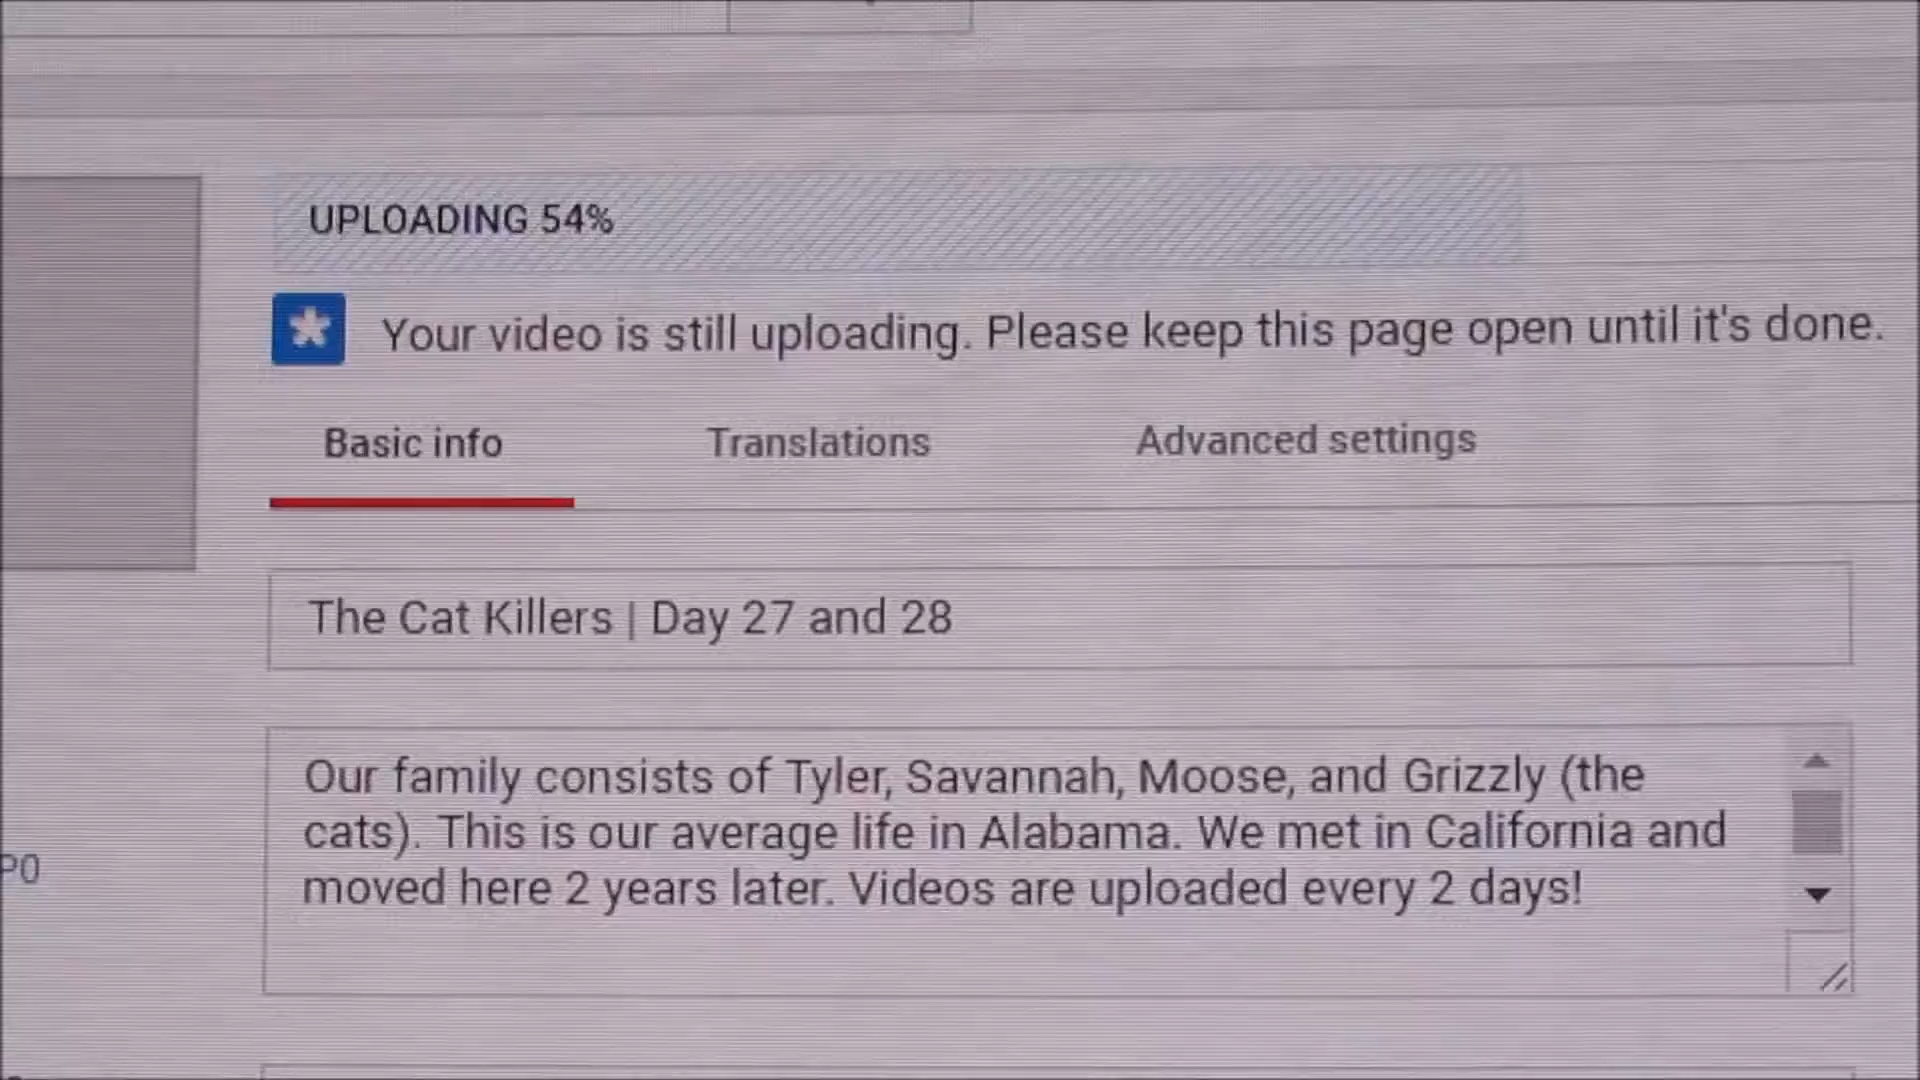 UPLOADING 54%
Your video is still uploading. Please keep this page open until it's done.
Basic info
Translations
Advanced settings
The Cat Killers | Day 27 and 28
Our family consists of Tyler, Savannah, Moose, and Grizzly (the
cats). This is our average life in Alabama. We met in California and
moved here 2 years later. Videos are uploaded every 2 days!